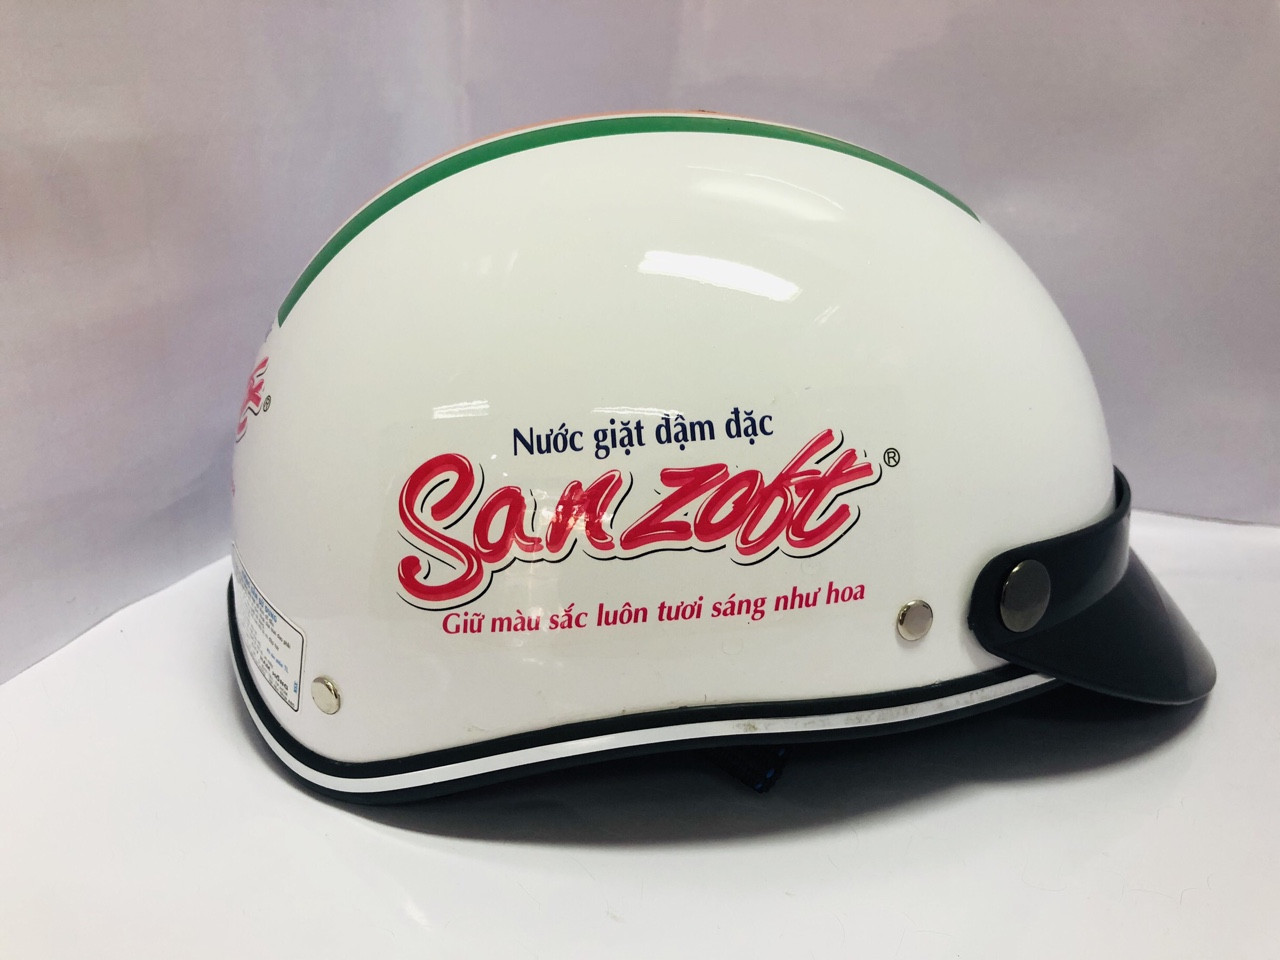 Nước giặt đậm đặc
Sanzoft ®
Giữ màu sắc luôn tươi sáng như hoa
®